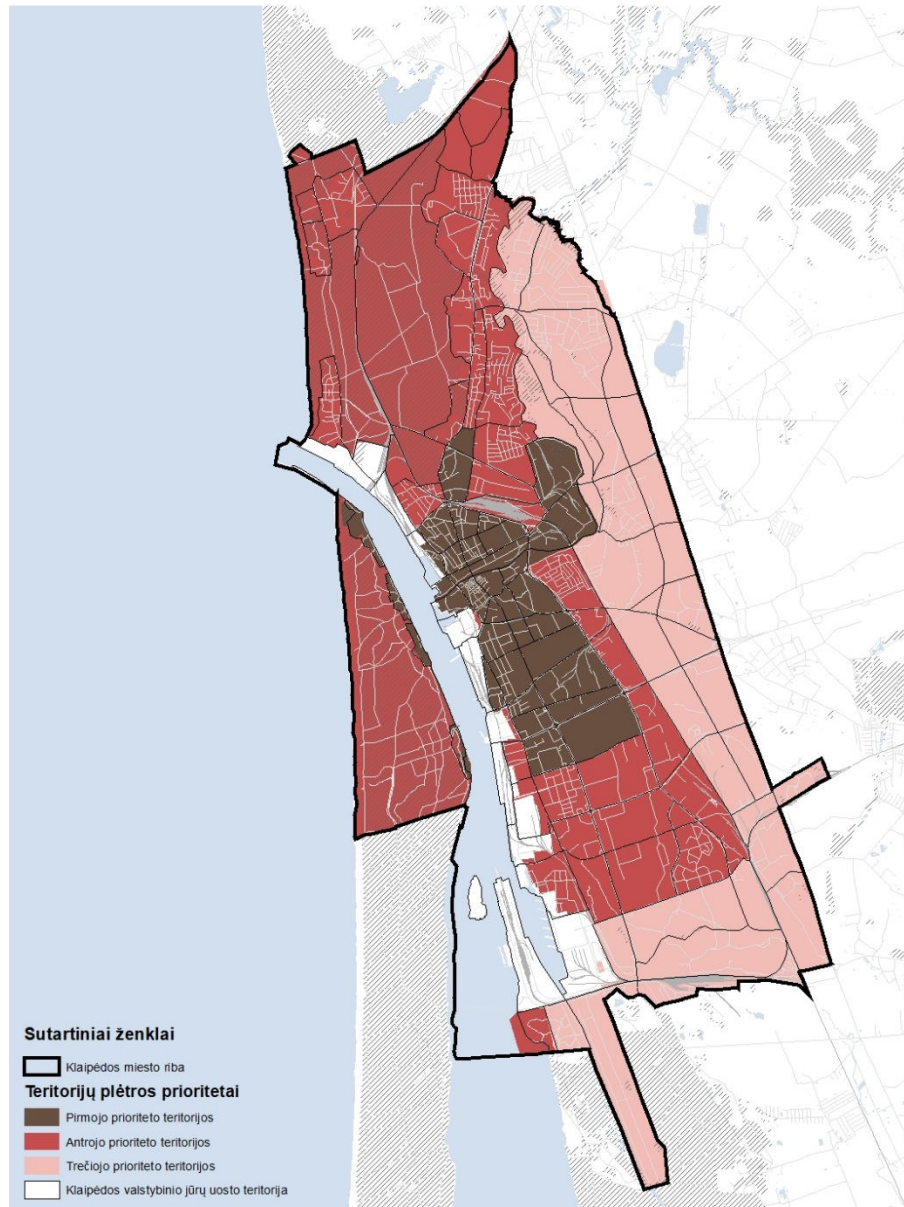 Sutartiniai ženklai
Klaipėdos miesto riba
Teritorijų plėtros prioritetai
Pirmojo prioriteto teritorijos
Antrojo prioriteto teritorijos
Trečiojo prioriteto teritorijos
Klaipėdos valstybinio jūrų uosto teritorija